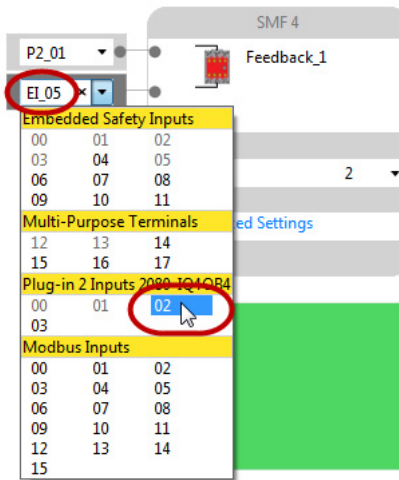 SMF 4
P2_01
Feedback_1
EI_05 ×
Embedded Safety Inputs
00 01 02
03 04 05
06 07 08
09 10 11
2
Multi-Purpose Terminals
12 13 14
15 16 17
ed Settings
Plug-in 2 Inputs 2080-IQ4OB4
00 01 02
03
Modbus Inputs
00 01 02
03 04 05
06 07 08
09 10 11
12 13 14
15